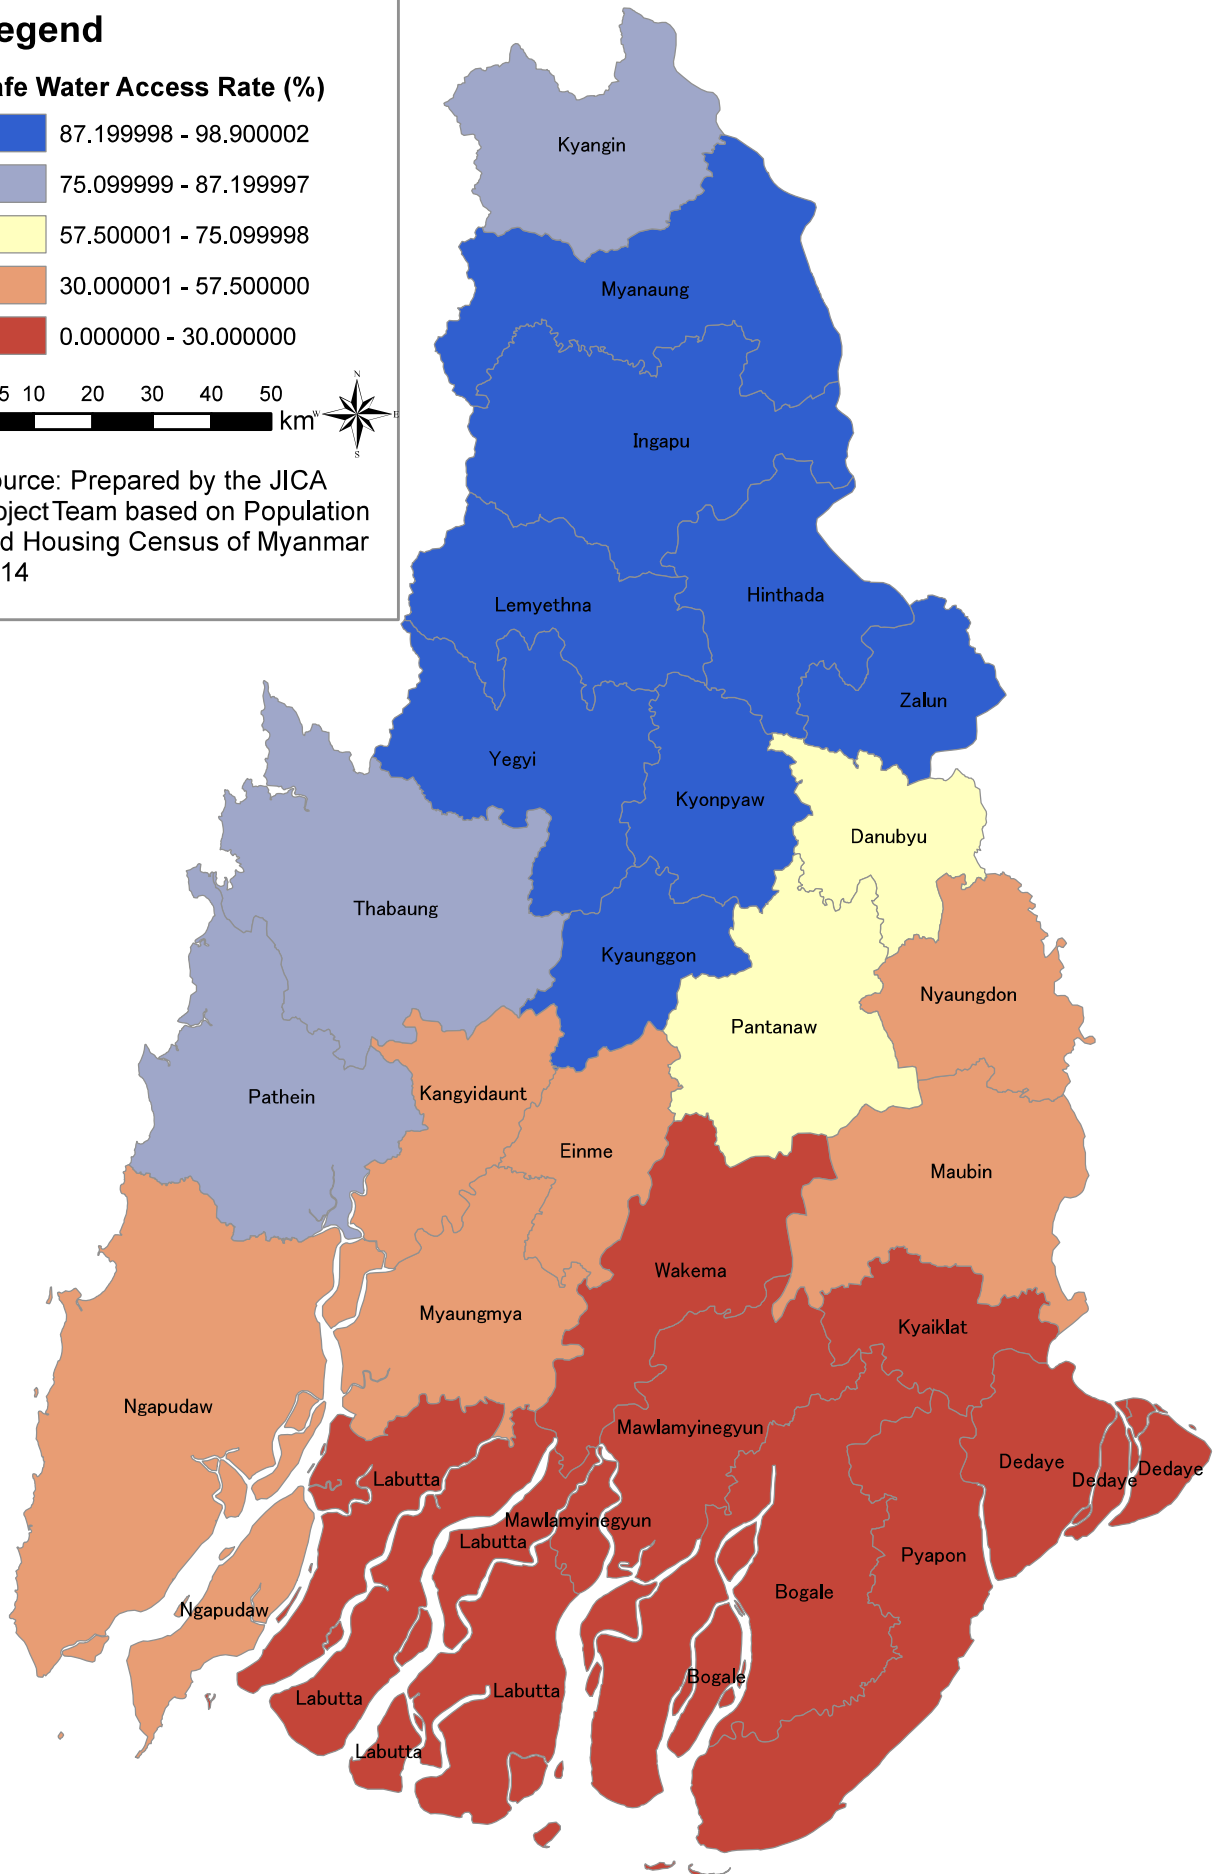 egend
afe Water Access Rate (%)
87.199998 - 98.900002
75.099999 - 87.199997
57.500001 - 75.099998
30.000001 - 57.500000
0.000000 - 30.000000
5 10 20 30 40 50
km
N
W E
S
ource: Prepared by the JICA
oject Team based on Population
d Housing Census of Myanmar
14
Kyangin
Myanaung
Ingapu
Hinthada
Lemyethna
Zalun
Yegyi
Kyonpyaw
Danubyu
Thabaung
Kyaunggon
Nyaungdon
Pantanaw
Kangyidaunt
Pathein
Einme
Maubin
Wakema
Myaungmya
Kyaiklat
Ngapudaw
Mawlamyinegyun
Dedaye
Dedaye
Dedaye
Labutta
Mawlamyinegyun
Labutta
Pyapon
Bogale
Ngapudaw
Bogale
Labutta
Labutta
Labutta